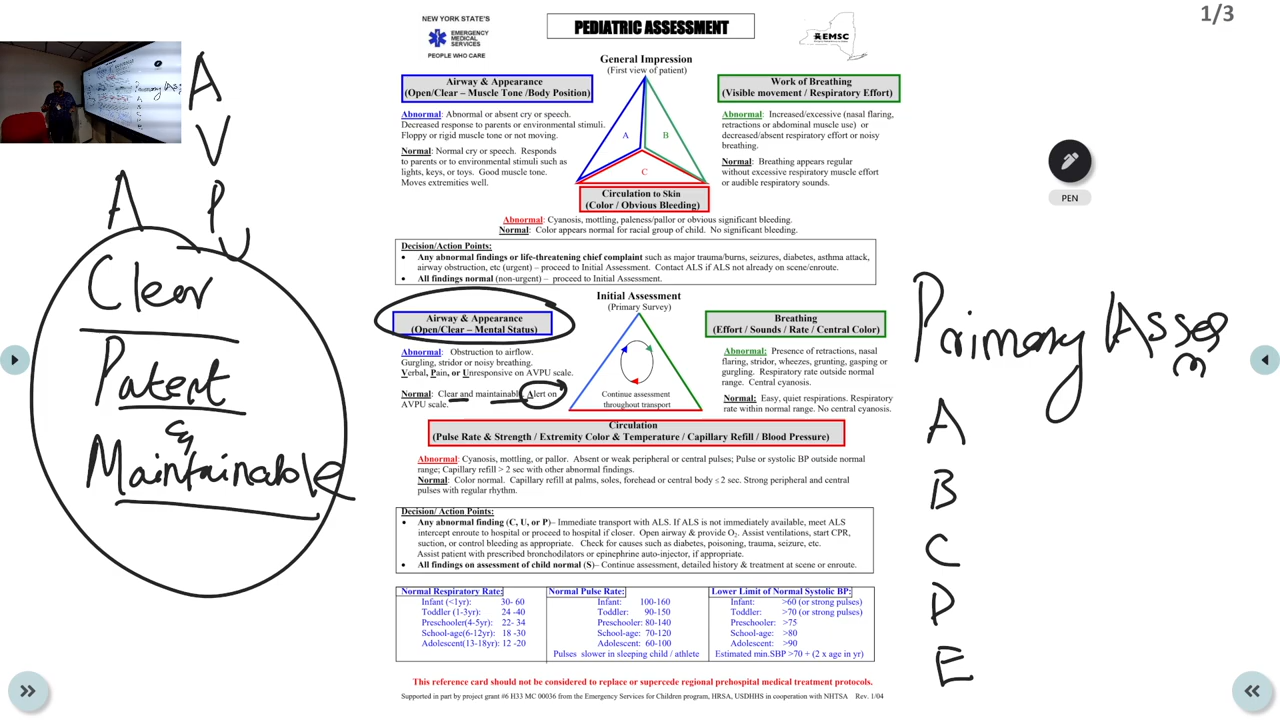 1/3
NEW YORK STATE'S
EMERGENCY
MEDICAL
SERVICES
PEOPLE WHO CARE
PEDIATRIC ASSESSMENT
REMSC
General Impression
(First view of patient)
Airway & Appearance
(Open/Clear – Muscle Tone /Body Position)
Abnormal: Abnormal or absent cry or speech.
Decreased response to parents or environmental stimuli.
Floppy or rigid muscle tone or not moving.
Normal: Normal cry or speech. Responds
to parents or to environmental stimuli such as
lights, keys, or toys. Good muscle tone.
Moves extremities well.
A
B
C
Work of Breathing
(Visible movement / Respiratory Effort)
Abnormal: Increased/excessive (nasal flaring,
retractions or abdominal muscle use) or
decreased/absent respiratory effort or noisy
breathing.
Normal: Breathing appears regular
without excessive respiratory muscle effort
or audible respiratory sounds.
Circulation to Skin
(Color / Obvious Bleeding)
Abnormal: Cyanosis, mottling, paleness/pallor or obvious significant bleeding.
Normal: Color appears normal for racial group of child. No significant bleeding.
Decision/Action Points:
• Any abnormal findings or life-threatening chief complaint such as major trauma/burns, seizures, diabetes, asthma attack,
airway obstruction, etc (urgent) – proceed to Initial Assessment. Contact ALS if ALS not already on scene/enroute.
• All findings normal (non-urgent) – proceed to Initial Assessment.
Initial Assessment
(Primary Survey)
Airway & Appearance
(Open/Clear – Mental Status)
Abnormal: Obstruction to airflow.
Gurgling, stridor or noisy breathing.
Verbal, Pain, or Unresponsive on AVPU scale.
Normal: Clear and maintainable. Alert on
AVPU scale.
Continue assessment
throughout transport
Breathing
(Effort / Sounds / Rate / Central Color)
Abnormal: Presence of retractions, nasal
flaring, stridor, wheezes, grunting, gasping or
gurgling. Respiratory rate outside normal
range. Central cyanosis.
Normal: Easy, quiet respirations. Respiratory
rate within normal range. No central cyanosis.
Circulation
(Pulse Rate & Strength / Extremity Color & Temperature / Capillary Refill / Blood Pressure)
Abnormal: Cyanosis, mottling, or pallor. Absent or weak peripheral or central pulses; Pulse or systolic BP outside normal
range; Capillary refill > 2 sec with other abnormal findings.
Normal: Color normal. Capillary refill at palms, soles, forehead or central body ≤ 2 sec. Strong peripheral and central
pulses with regular rhythm.
Decision/ Action Points:
• Any abnormal finding (C, U, or P)– Immediate transport with ALS. If ALS is not immediately available, meet ALS
intercept enroute to hospital or proceed to hospital if closer. Open airway & provide O2. Assist ventilations, start CPR,
suction, or control bleeding as appropriate. Check for causes such as diabetes, poisoning, trauma, seizure, etc.
Assist patient with prescribed bronchodilators or epinephrine auto-injector, if appropriate.
• All findings on assessment of child normal (S)– Continue assessment, detailed history & treatment at scene or enroute.
Normal Respiratory Rate:
Infant (<1yr): 30- 60
Toddler (1-3yr): 24 -40
Preschooler(4-5yr): 22- 34
School-age(6-12yr): 18 -30
Adolescent(13-18yr): 12 -20
Normal Pulse Rate:
Infant: 100-160
Toddler: 90-150
Preschooler: 80-140
School-age: 70-120
Adolescent: 60-100
Pulses slower in sleeping child / athlete
Lower Limit of Normal Systolic BP:
Infant: >60 (or strong pulses)
Toddler: >70 (or strong pulses)
Preschooler: >75
School-age: >80
Adolescent: >90
Estimated min.SBP >70 + (2 x age in yr)
This reference card should not be considered to replace or supercede regional prehospital medical treatment protocols.
Supported in part by project grant #6 H33 MC 00036 from the Emergency Services for Children program, HRSA, USDHHS in cooperation with NHTSA Rev. 1/04
A
V
P
U
A
Clear
Patent
&
Maintainable
PEN
Primary Asses
m
A
B
C
D
E